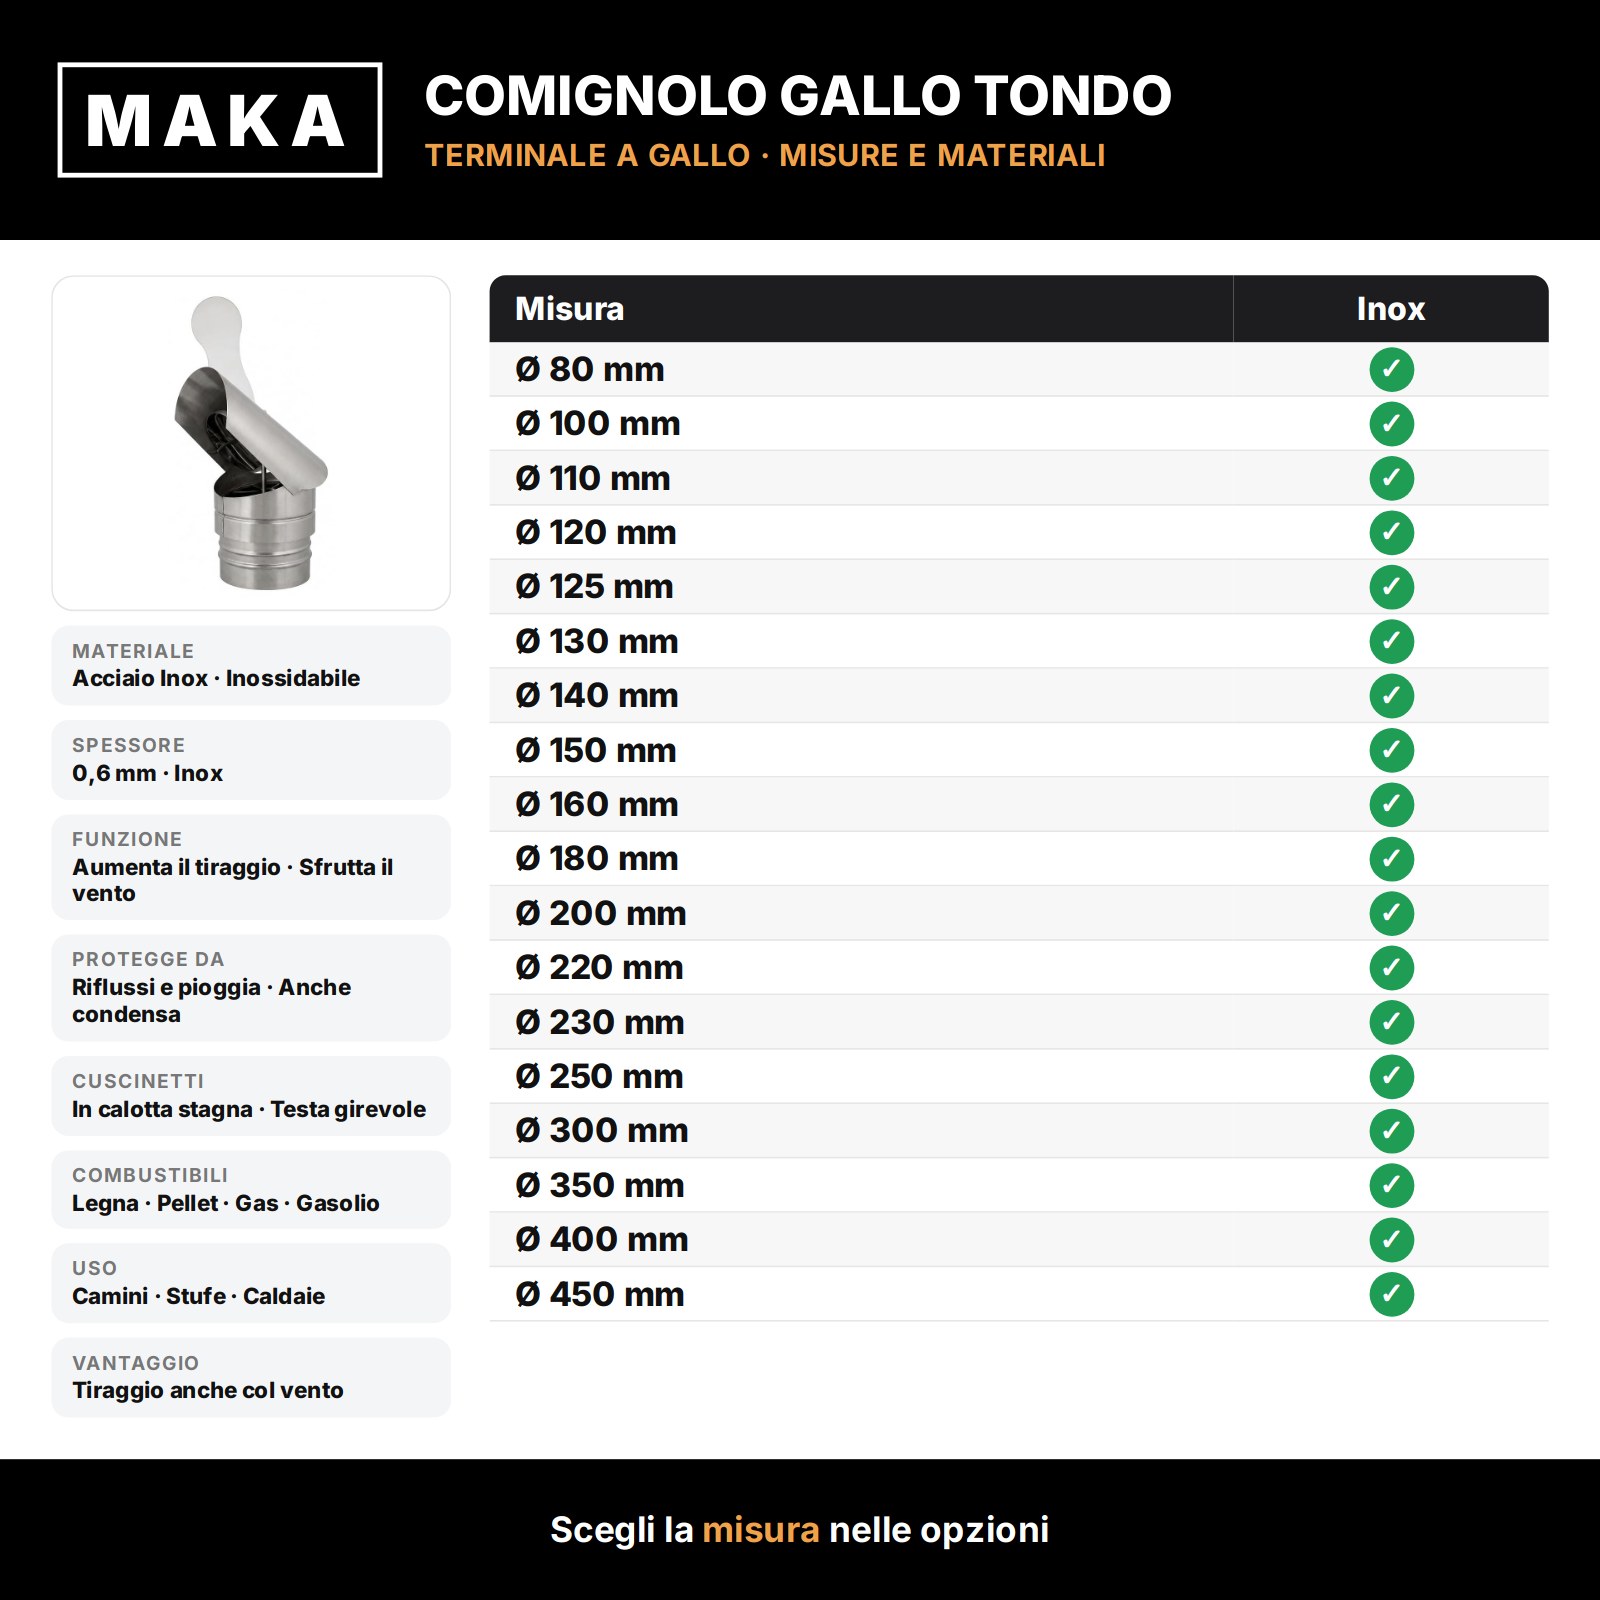 MAKA
COMIGNOLO GALLO TONDO
TERMINALE A GALLO · MISURE E MATERIALI
MATERIALE
Acciaio Inox · Inossidabile
SPESSORE
0,6 mm · Inox
FUNZIONE
Aumenta il tiraggio · Sfrutta il
vento
PROTEGGE DA
Riflussi e pioggia · Anche
condensa
CUSCINETTI
In calotta stagna · Testa girevole
COMBUSTIBILI
Legna · Pellet · Gas · Gasolio
USO
Camini · Stufe · Caldaie
VANTAGGIO
Tiraggio anche col vento
Misura Inox
Ø 80 mm ✓
Ø 100 mm ✓
Ø 110 mm ✓
Ø 120 mm ✓
Ø 125 mm ✓
Ø 130 mm ✓
Ø 140 mm ✓
Ø 150 mm ✓
Ø 160 mm ✓
Ø 180 mm ✓
Ø 200 mm ✓
Ø 220 mm ✓
Ø 230 mm ✓
Ø 250 mm ✓
Ø 300 mm ✓
Ø 350 mm ✓
Ø 400 mm ✓
Ø 450 mm ✓
Scegli la misura nelle opzioni